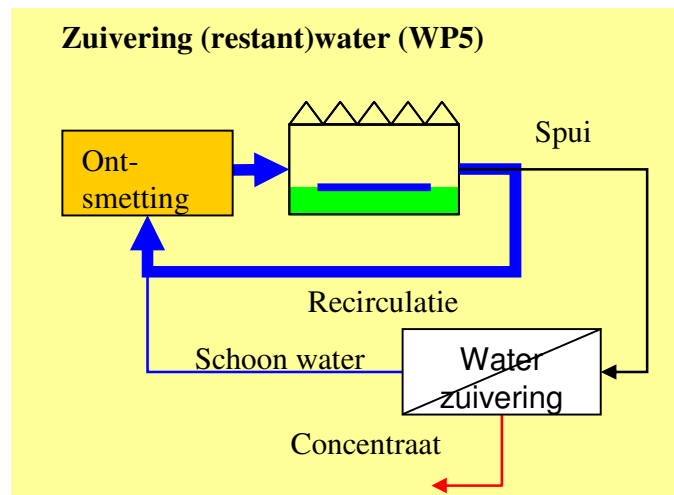 Zuivering (restant)water (WP5)
Spui
Ont-
smetting
Recirculatie
Schoon water
Water
zuivering
Concentraat